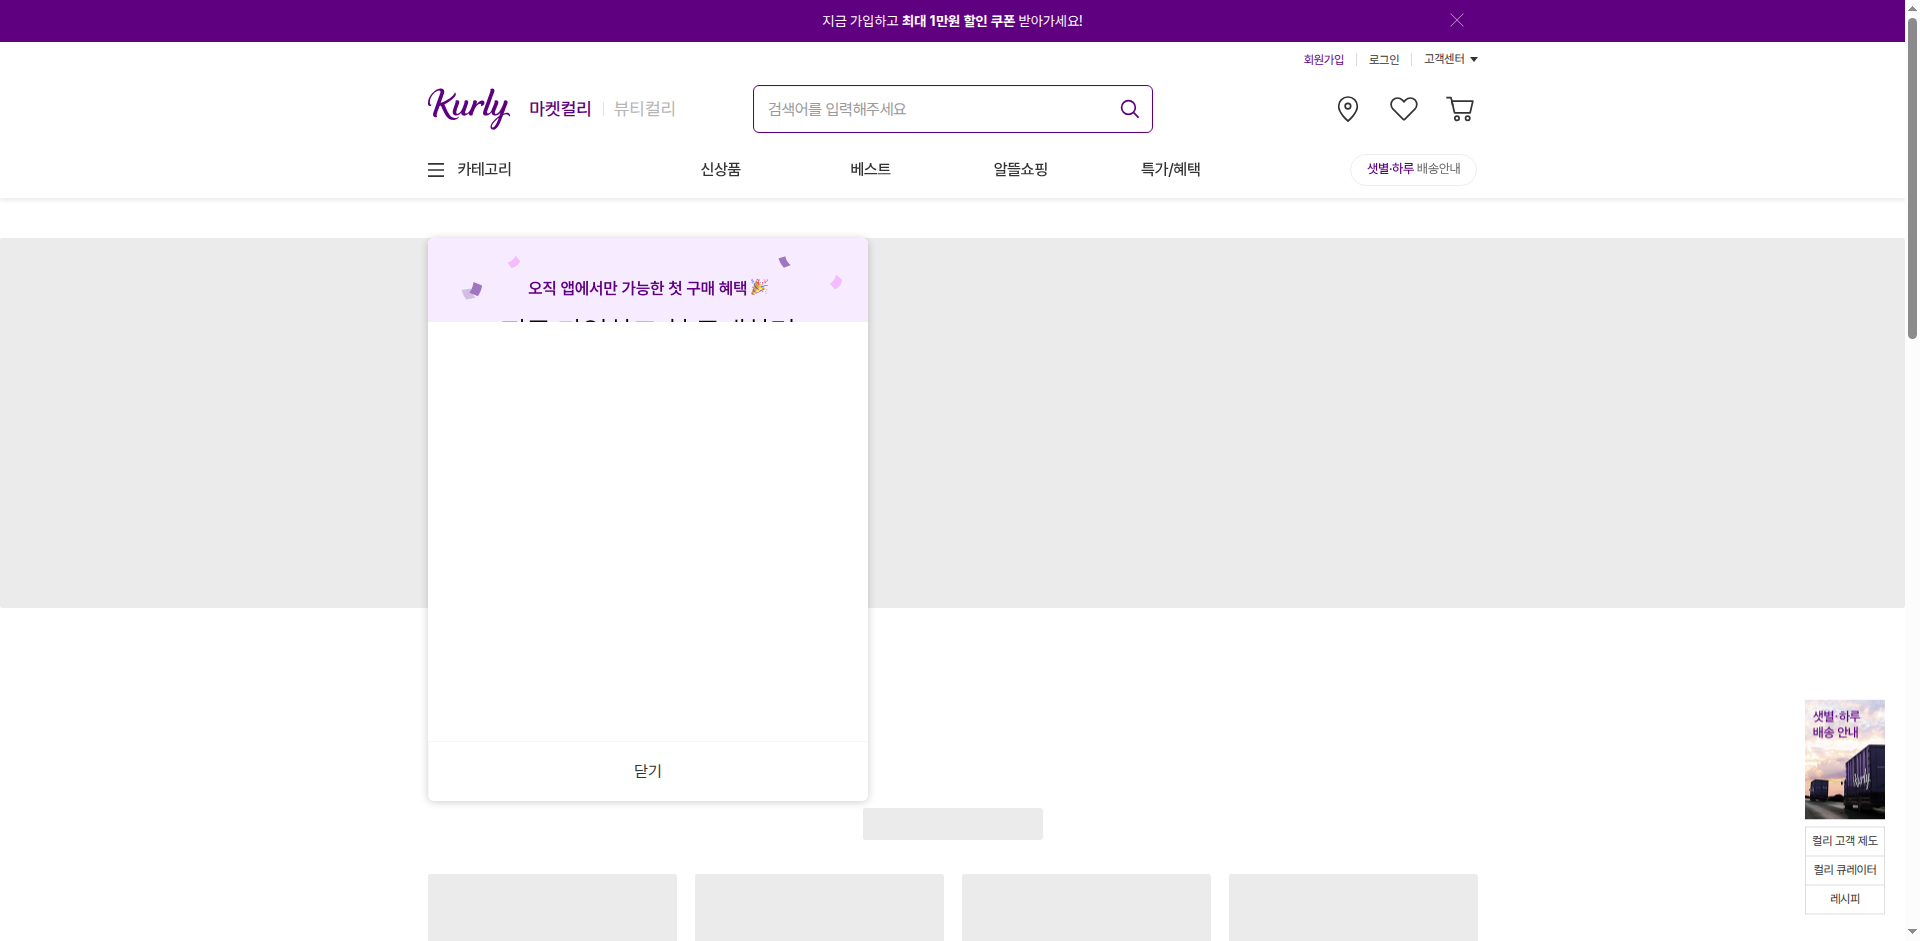 지금 가입하고 최대 1만원 할인 쿠폰 받아가세요!
회원가입
로그인
고객센터
Kurly
마켓컬리
뷰티컬리
검색어를 입력해주세요
카테고리
신상품
베스트
알뜰쇼핑
특가/혜택
샛별·하루 배송안내
오직 앱에서만 가능한 첫 구매 혜택
닫기
샛별·하루
배송 안내
Kurly
컬리 고객 제도
컬리 큐레이터
레시피